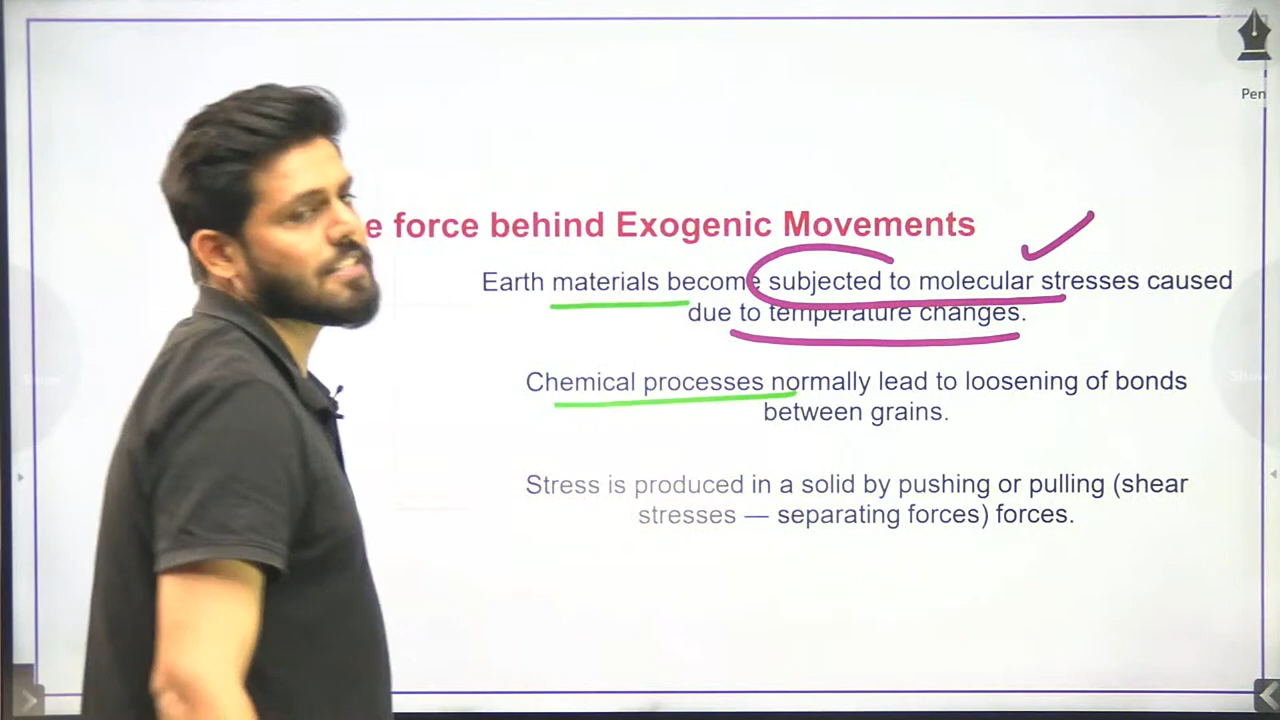 Pen
e force behind Exogenic Movements
Earth materials become subjected to molecular stresses caused
due to temperature changes.
Chemical processes normally lead to loosening of bonds
between grains.
Stress is produced in a solid by pushing or pulling (shear
stresses — separating forces) forces.